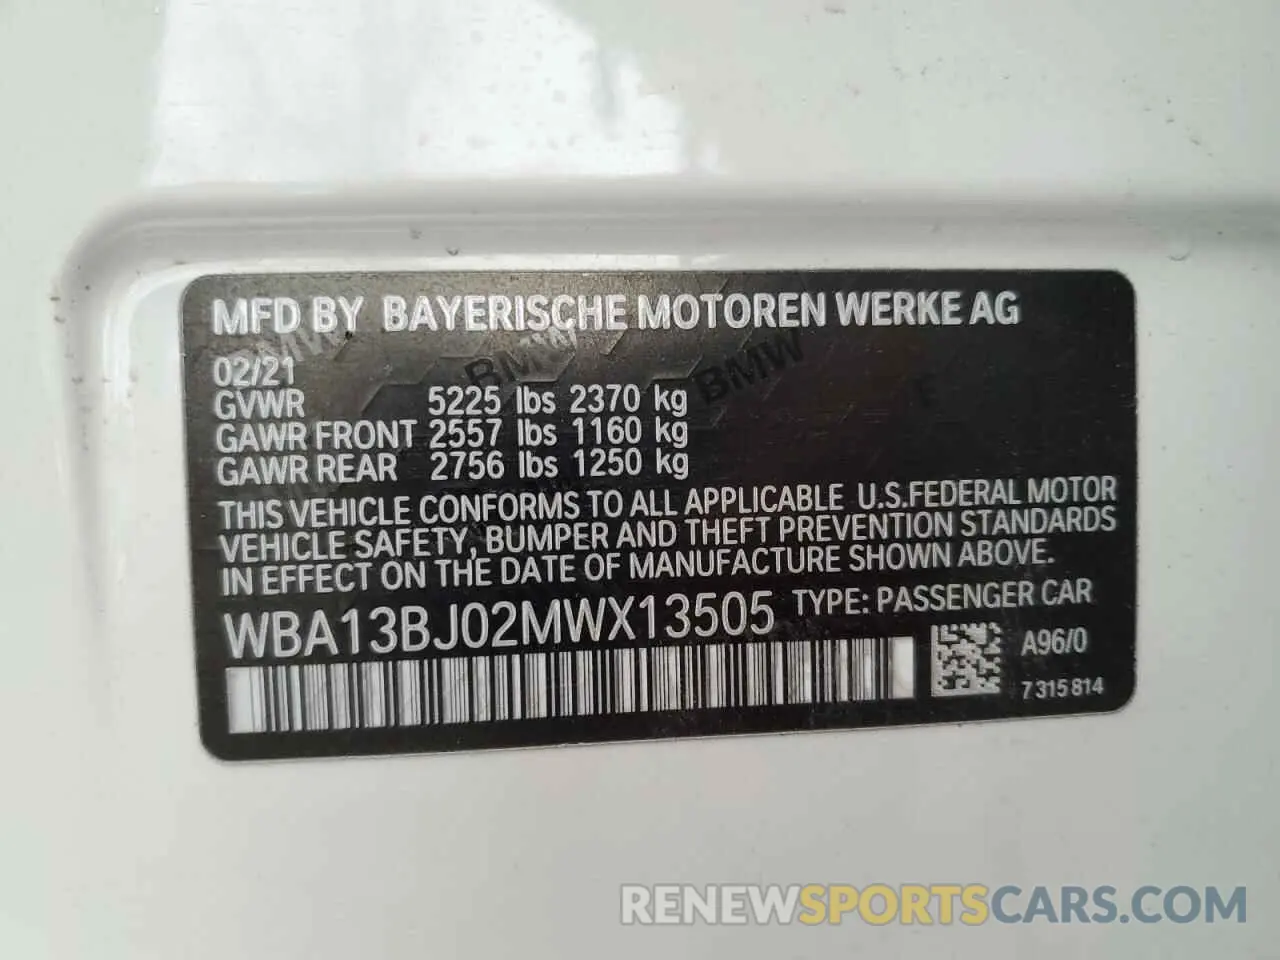 MFD BY BAYERISCHE MOTOREN WERKE AG
02/21
GVWR 5225 lbs 2370 kg
GAWR FRONT 2557 lbs 1160 kg
GAWR REAR 2756 lbs 1250 kg
THIS VEHICLE CONFORMS TO ALL APPLICABLE U.S.FEDERAL MOTOR
VEHICLE SAFETY, BUMPER AND THEFT PREVENTION STANDARDS
IN EFFECT ON THE DATE OF MANUFACTURE SHOWN ABOVE.
WBA13BJ02MWX13505 TYPE: PASSENGER CAR
A96/0
7 315 814
BMW
BMW
RENEWSPORTSCARS.COM